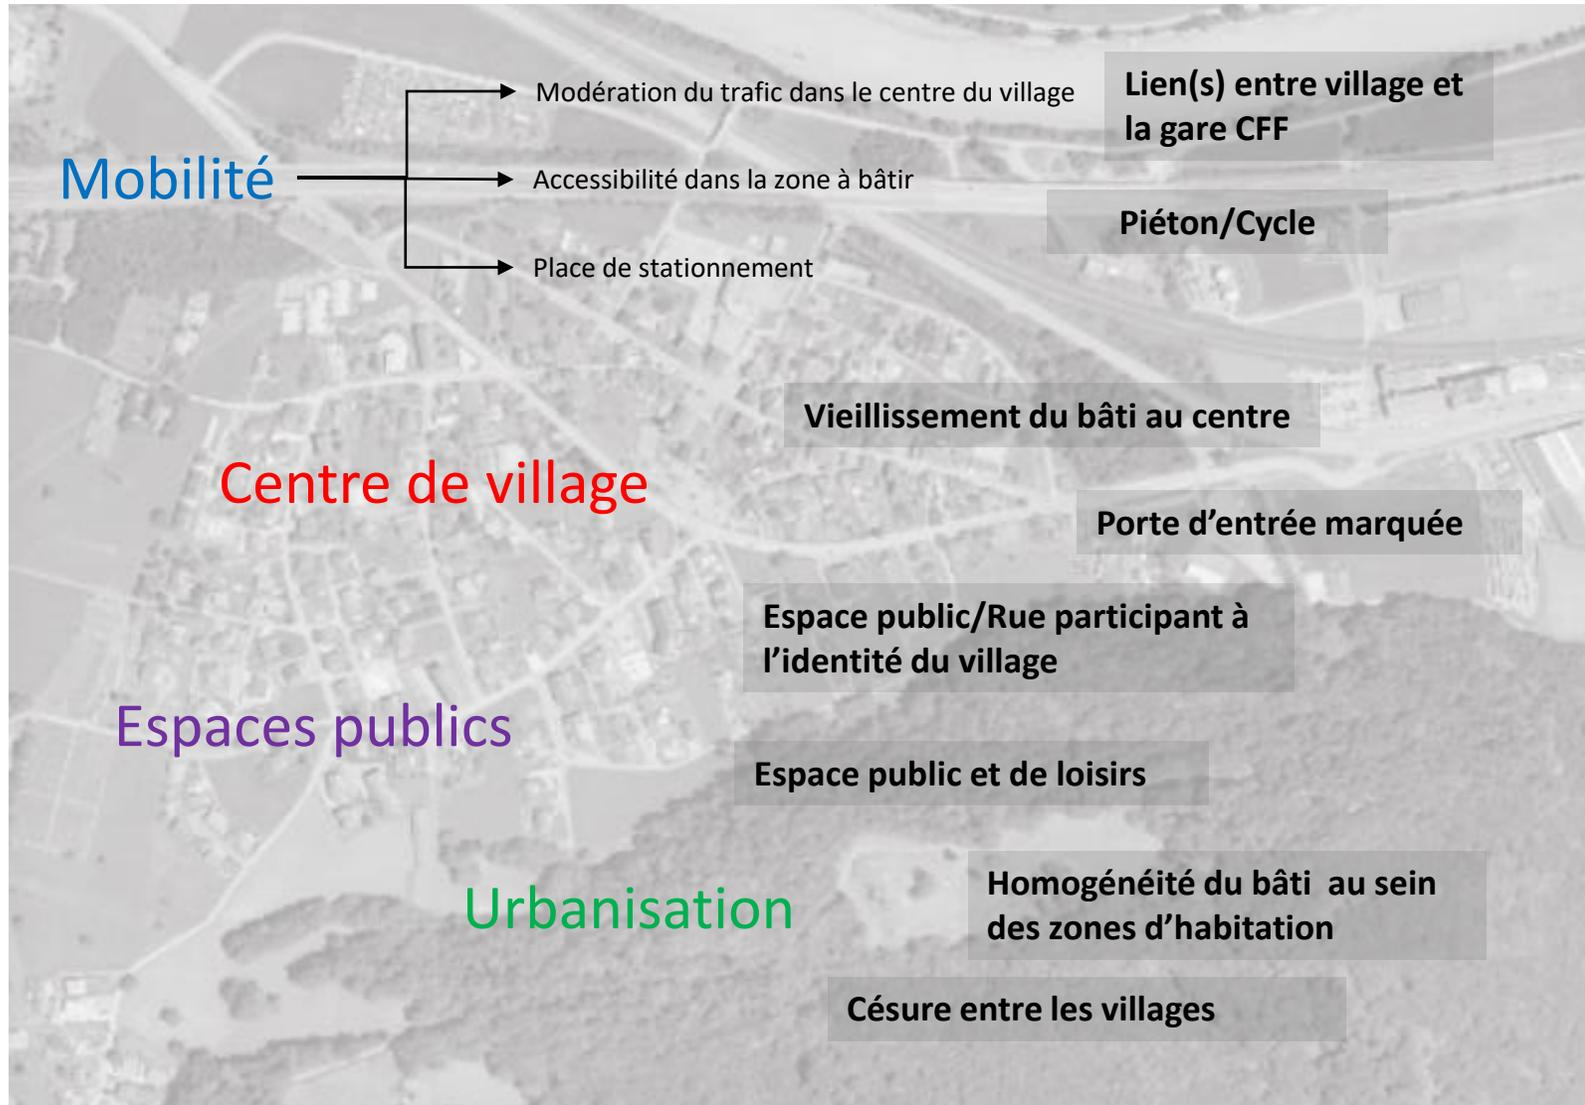 Modération du trafic dans le centre du village
Lien(s) entre village et
la gare CFF
Mobilité
Accessibilité dans la zone à bâtir
Piéton/Cycle
Place de stationnement
Vieillissement du bâti au centre
Centre de village
Porte d’entrée marquée
Espace public/Rue participant à
l’identité du village
Espaces publics
Espace public et de loisirs
Urbanisation
Homogénéité du bâti au sein
des zones d’habitation
Césure entre les villages